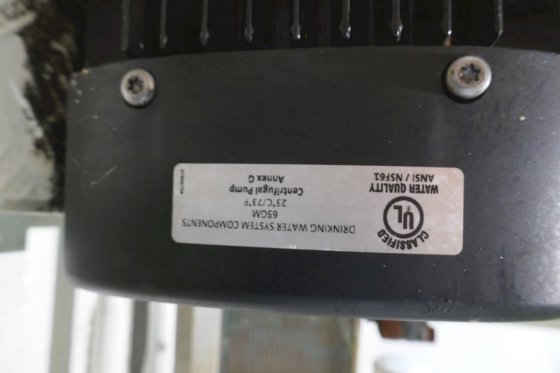 CLASSIFIED
UL
WATER QUALITY
ANSI / NSF61
DRINKING WATER SYSTEM COMPONENTS
65GM
23°C/73°F
Centrifugal Pump
Annex G